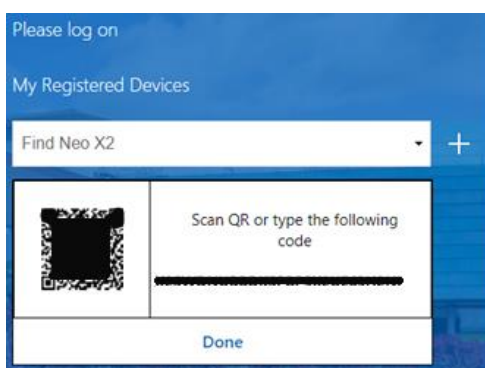 Please log on
My Registered Devices
Find Neo X2
Scan QR or type the following
code
Done